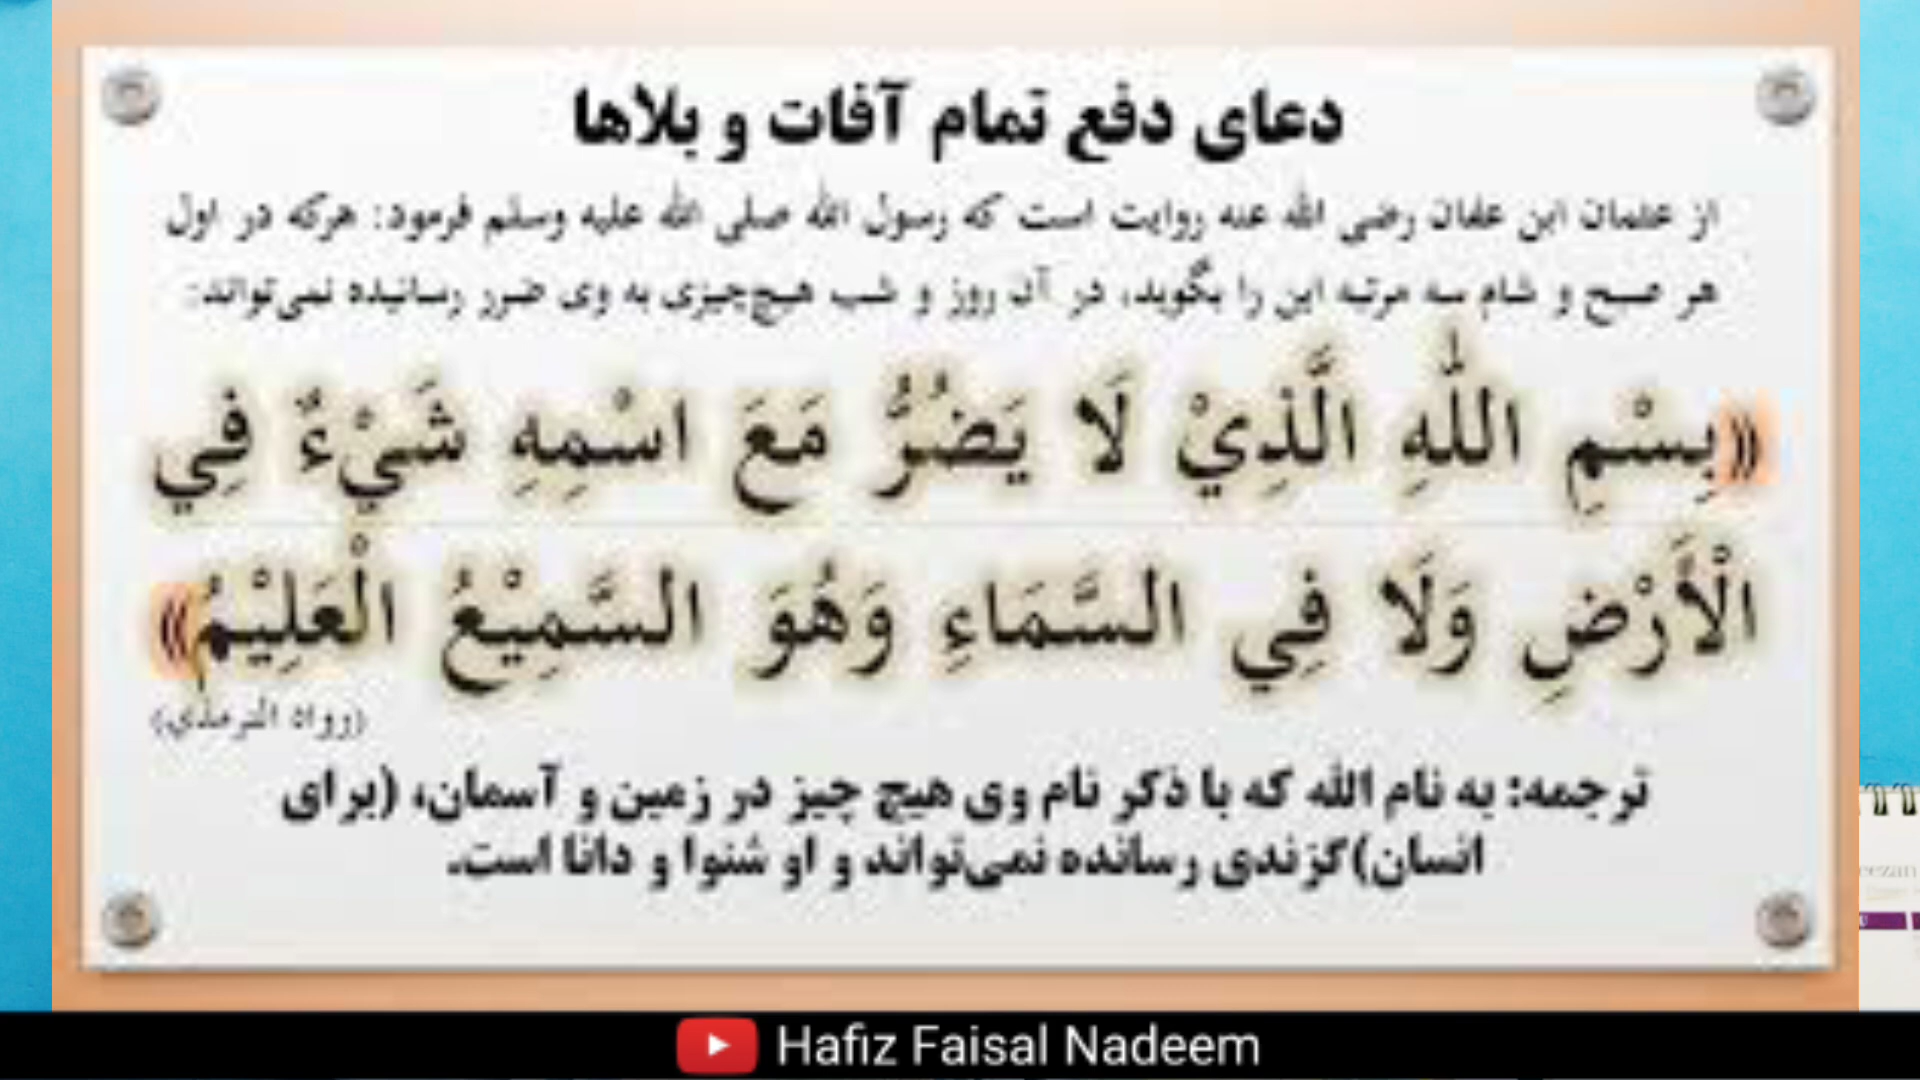 دعای دفع تمام آفات و بلاها
از عثمان ابن عفان رضی الله عنه روایت است که رسول الله صلی الله علیه وسلم فرمود: هرکه در اول
هر صبح و شام سه مرتبه این را بگوید، در آن روز و شب هیچ‌چیزی به وی ضرر رسانیده نمی‌تواند:
«بِسْمِ اللهِ الَّذِيْ لَا يَضُرُّ مَعَ اسْمِهِ شَيْءٌ فِي
الْأَرْضِ وَلَا فِي السَّمَاءِ وَهُوَ السَّمِيْعُ الْعَلِيْمُ»
(رواه الترمذي)
ترجمه: به نام الله که با ذکر نام وی هیچ چیز در زمین و آسمان، (برای
انسان) گزندی رسانده نمی‌تواند و او شنوا و دانا است.
Hafiz Faisal Nadeem